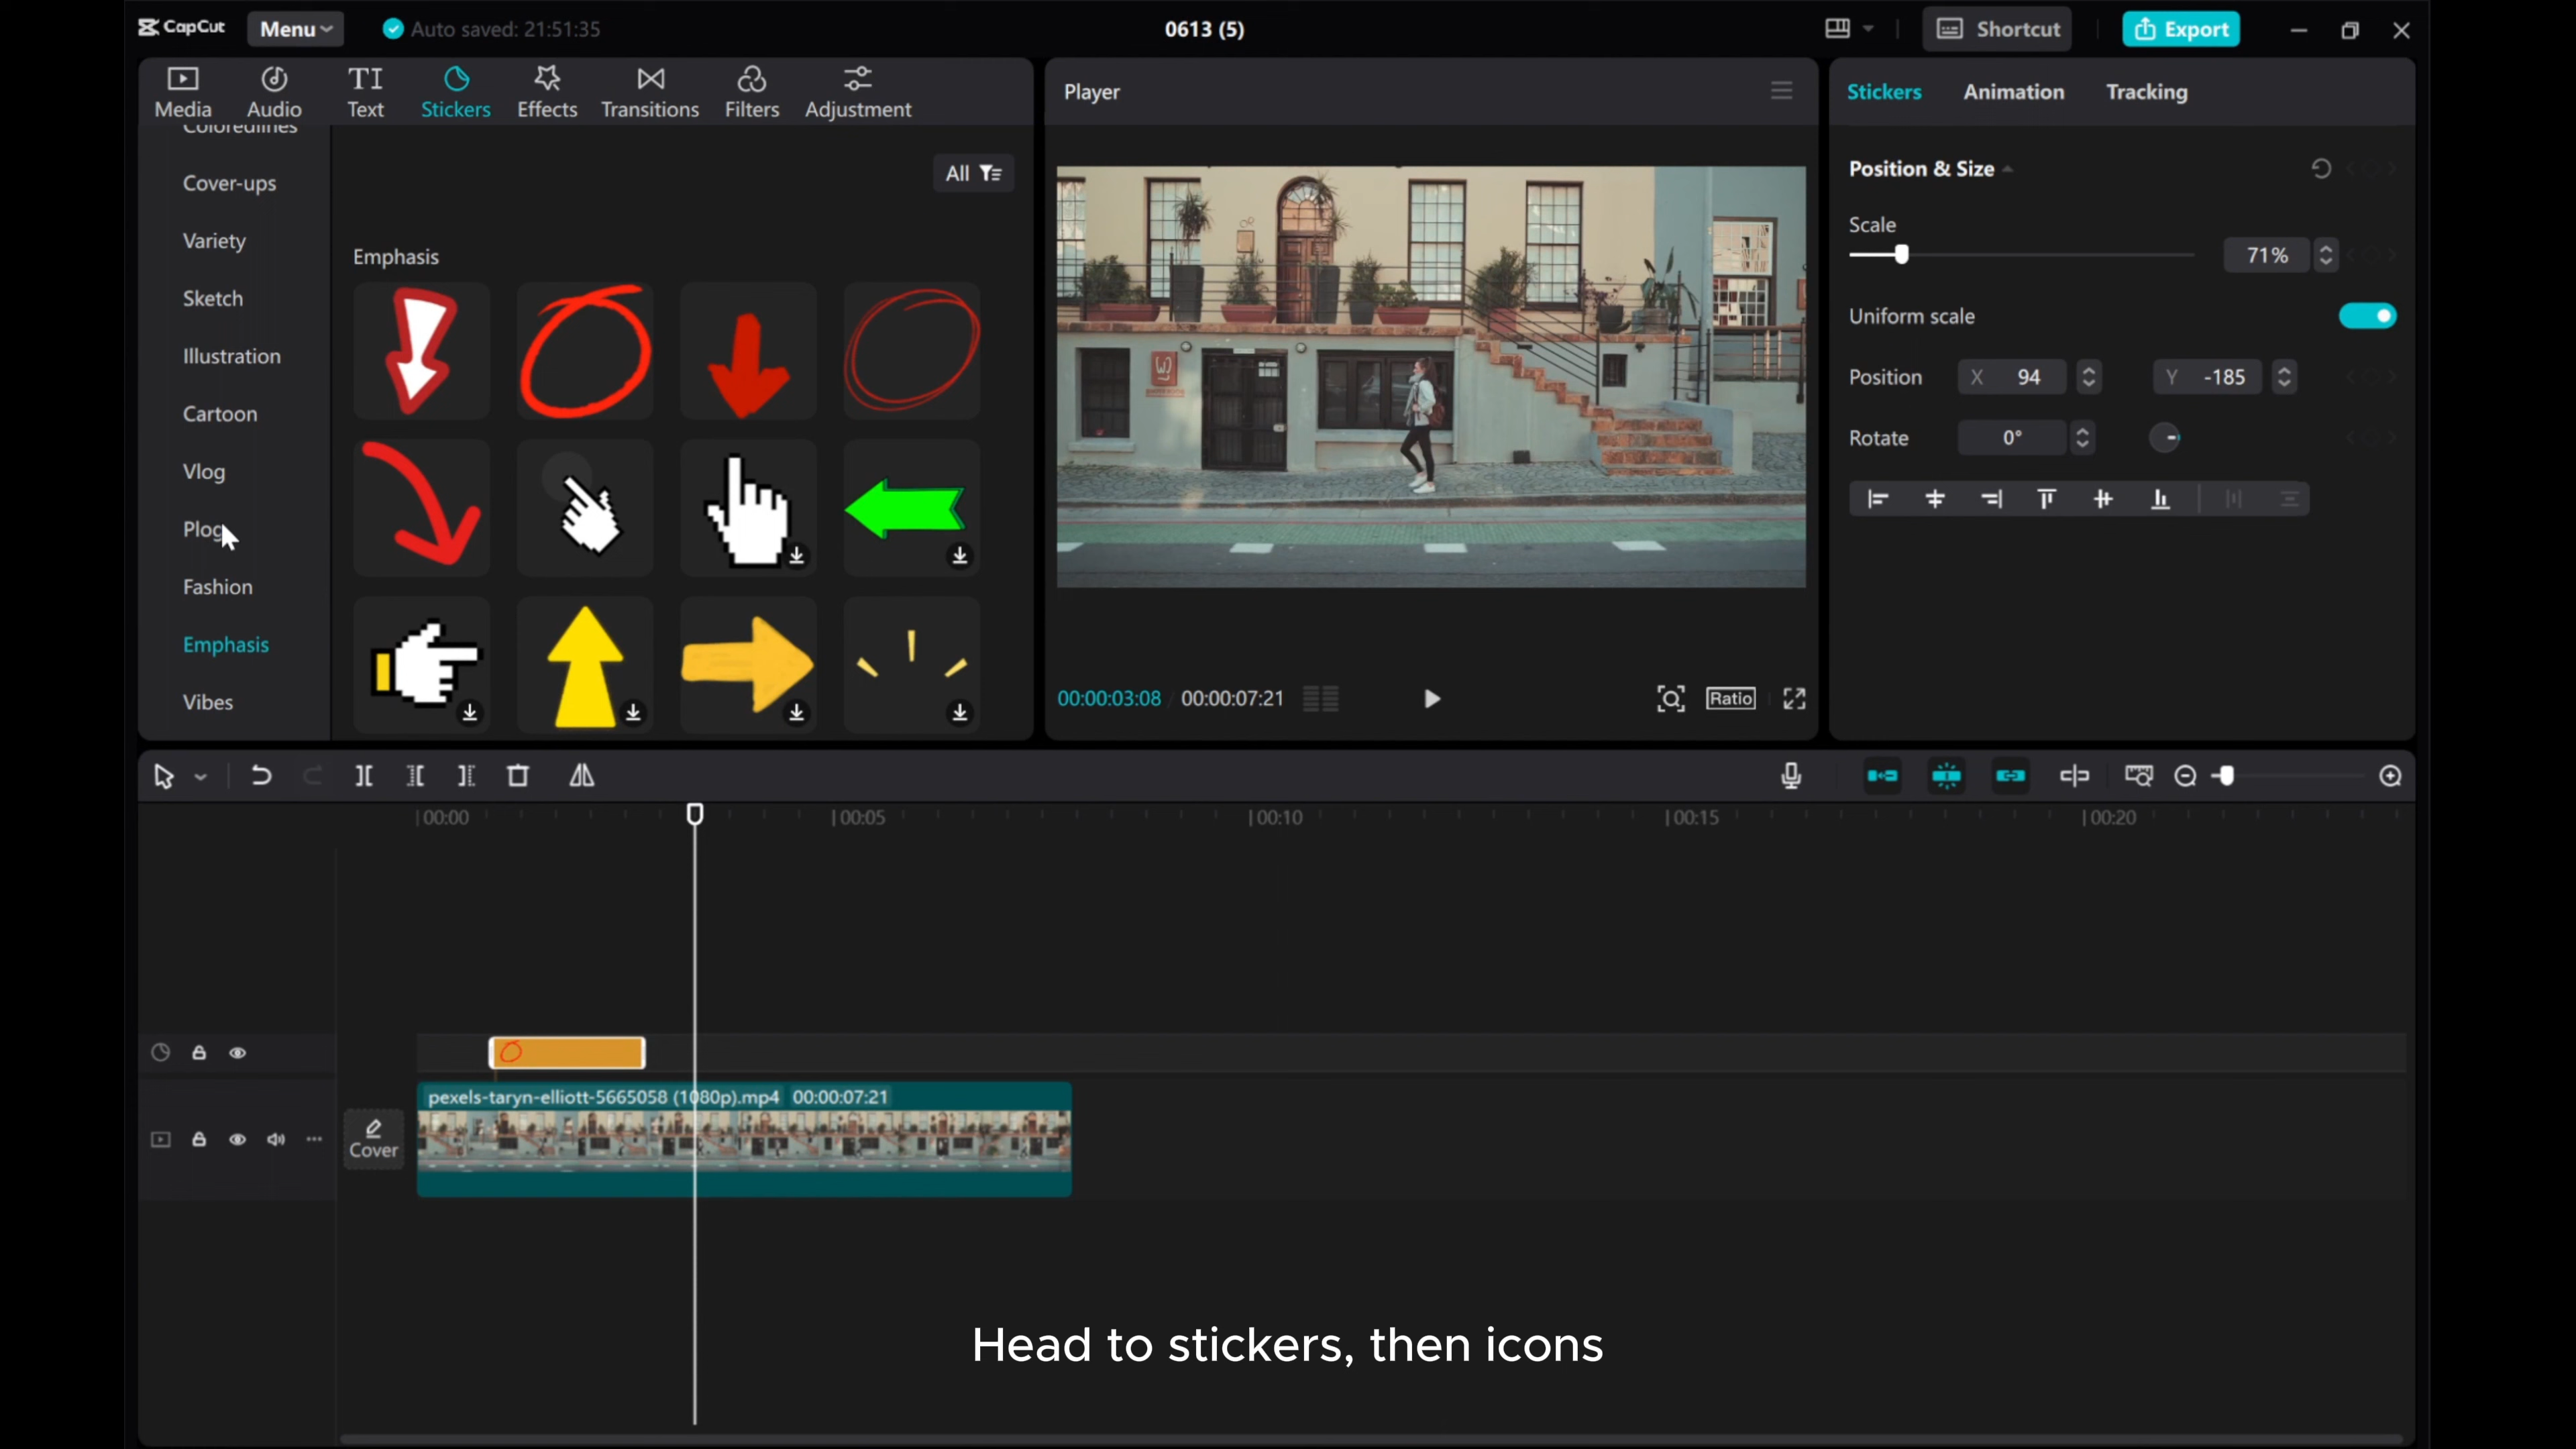 CapCut
Menu
Auto saved: 21:51:35
0613 (5)
Shortcut
Export
Media
Audio
TI
Text
Stickers
Effects
Transitions
Filters
Adjustment
Coloredlines
Cover-ups
Variety
Sketch
Illustration
Cartoon
Vlog
Plog
Fashion
Emphasis
Vibes
All
Emphasis
Player
00:00:03:08 / 00:00:07:21
Ratio
Stickers
Animation
Tracking
Position & Size
Scale
71%
Uniform scale
Position
X 94
Y -185
Rotate
0°
00:00
00:05
00:10
00:15
00:20
pexels-taryn-elliott-5665058 (1080p).mp4 00:00:07:21
Cover
Head to stickers, then icons